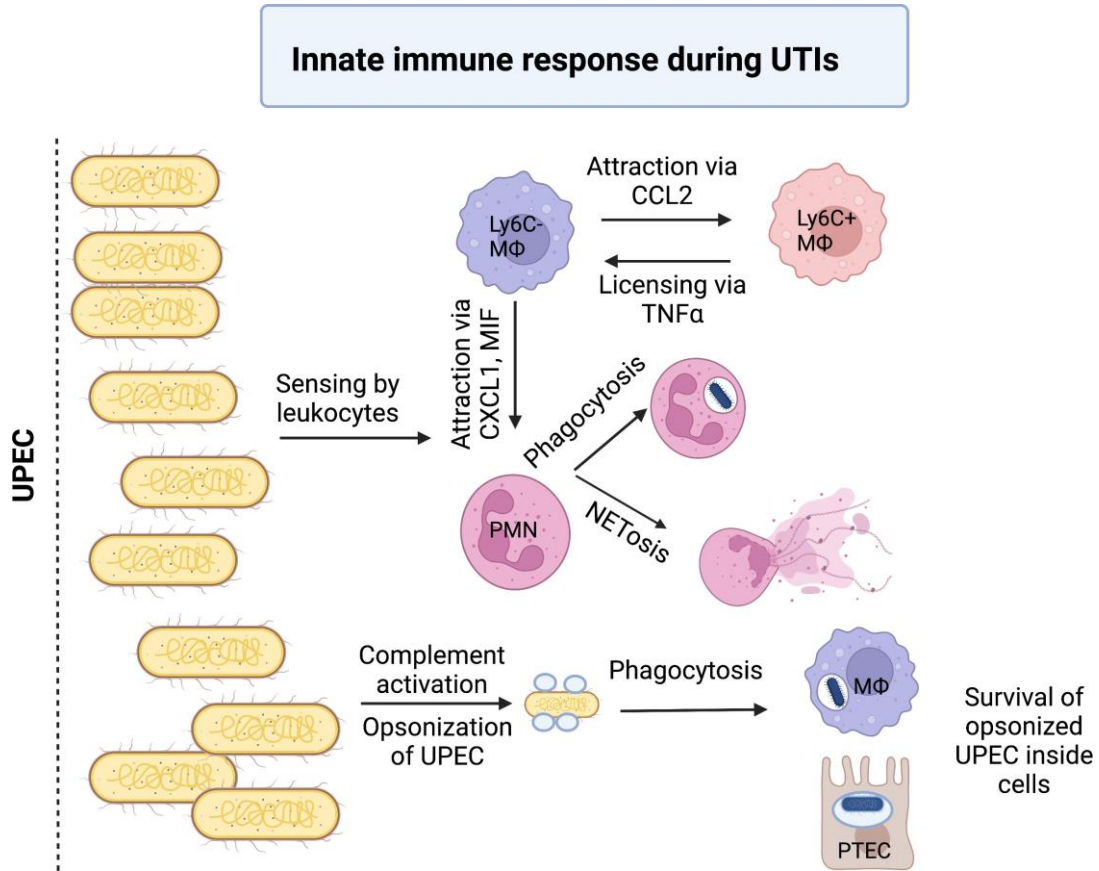 Innate immune response during UTIs
UPEC
Sensing by
leukocytes
Ly6C-
MΦ
Attraction via
CCL2
Licensing via
TNFα
Ly6C+
MΦ
Attraction via
CXCL1, MIF
PMN
Phagocytosis
NETosis
Complement
activation
Opsonization
of UPEC
Phagocytosis
MΦ
PTEC
Survival of
opsonized
UPEC inside
cells